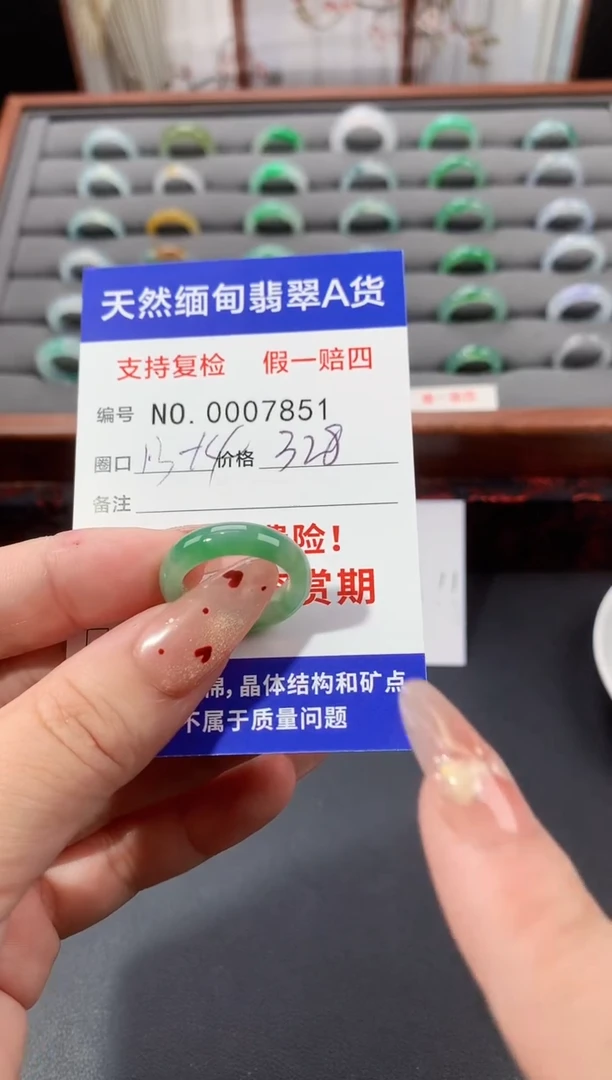 天然缅甸翡翠A货
支持复检 假一赔四
编号 NO. 0007851
圈口 价格 328
备注
险!
赏期
棉,晶体结构和矿点
不属于质量问题